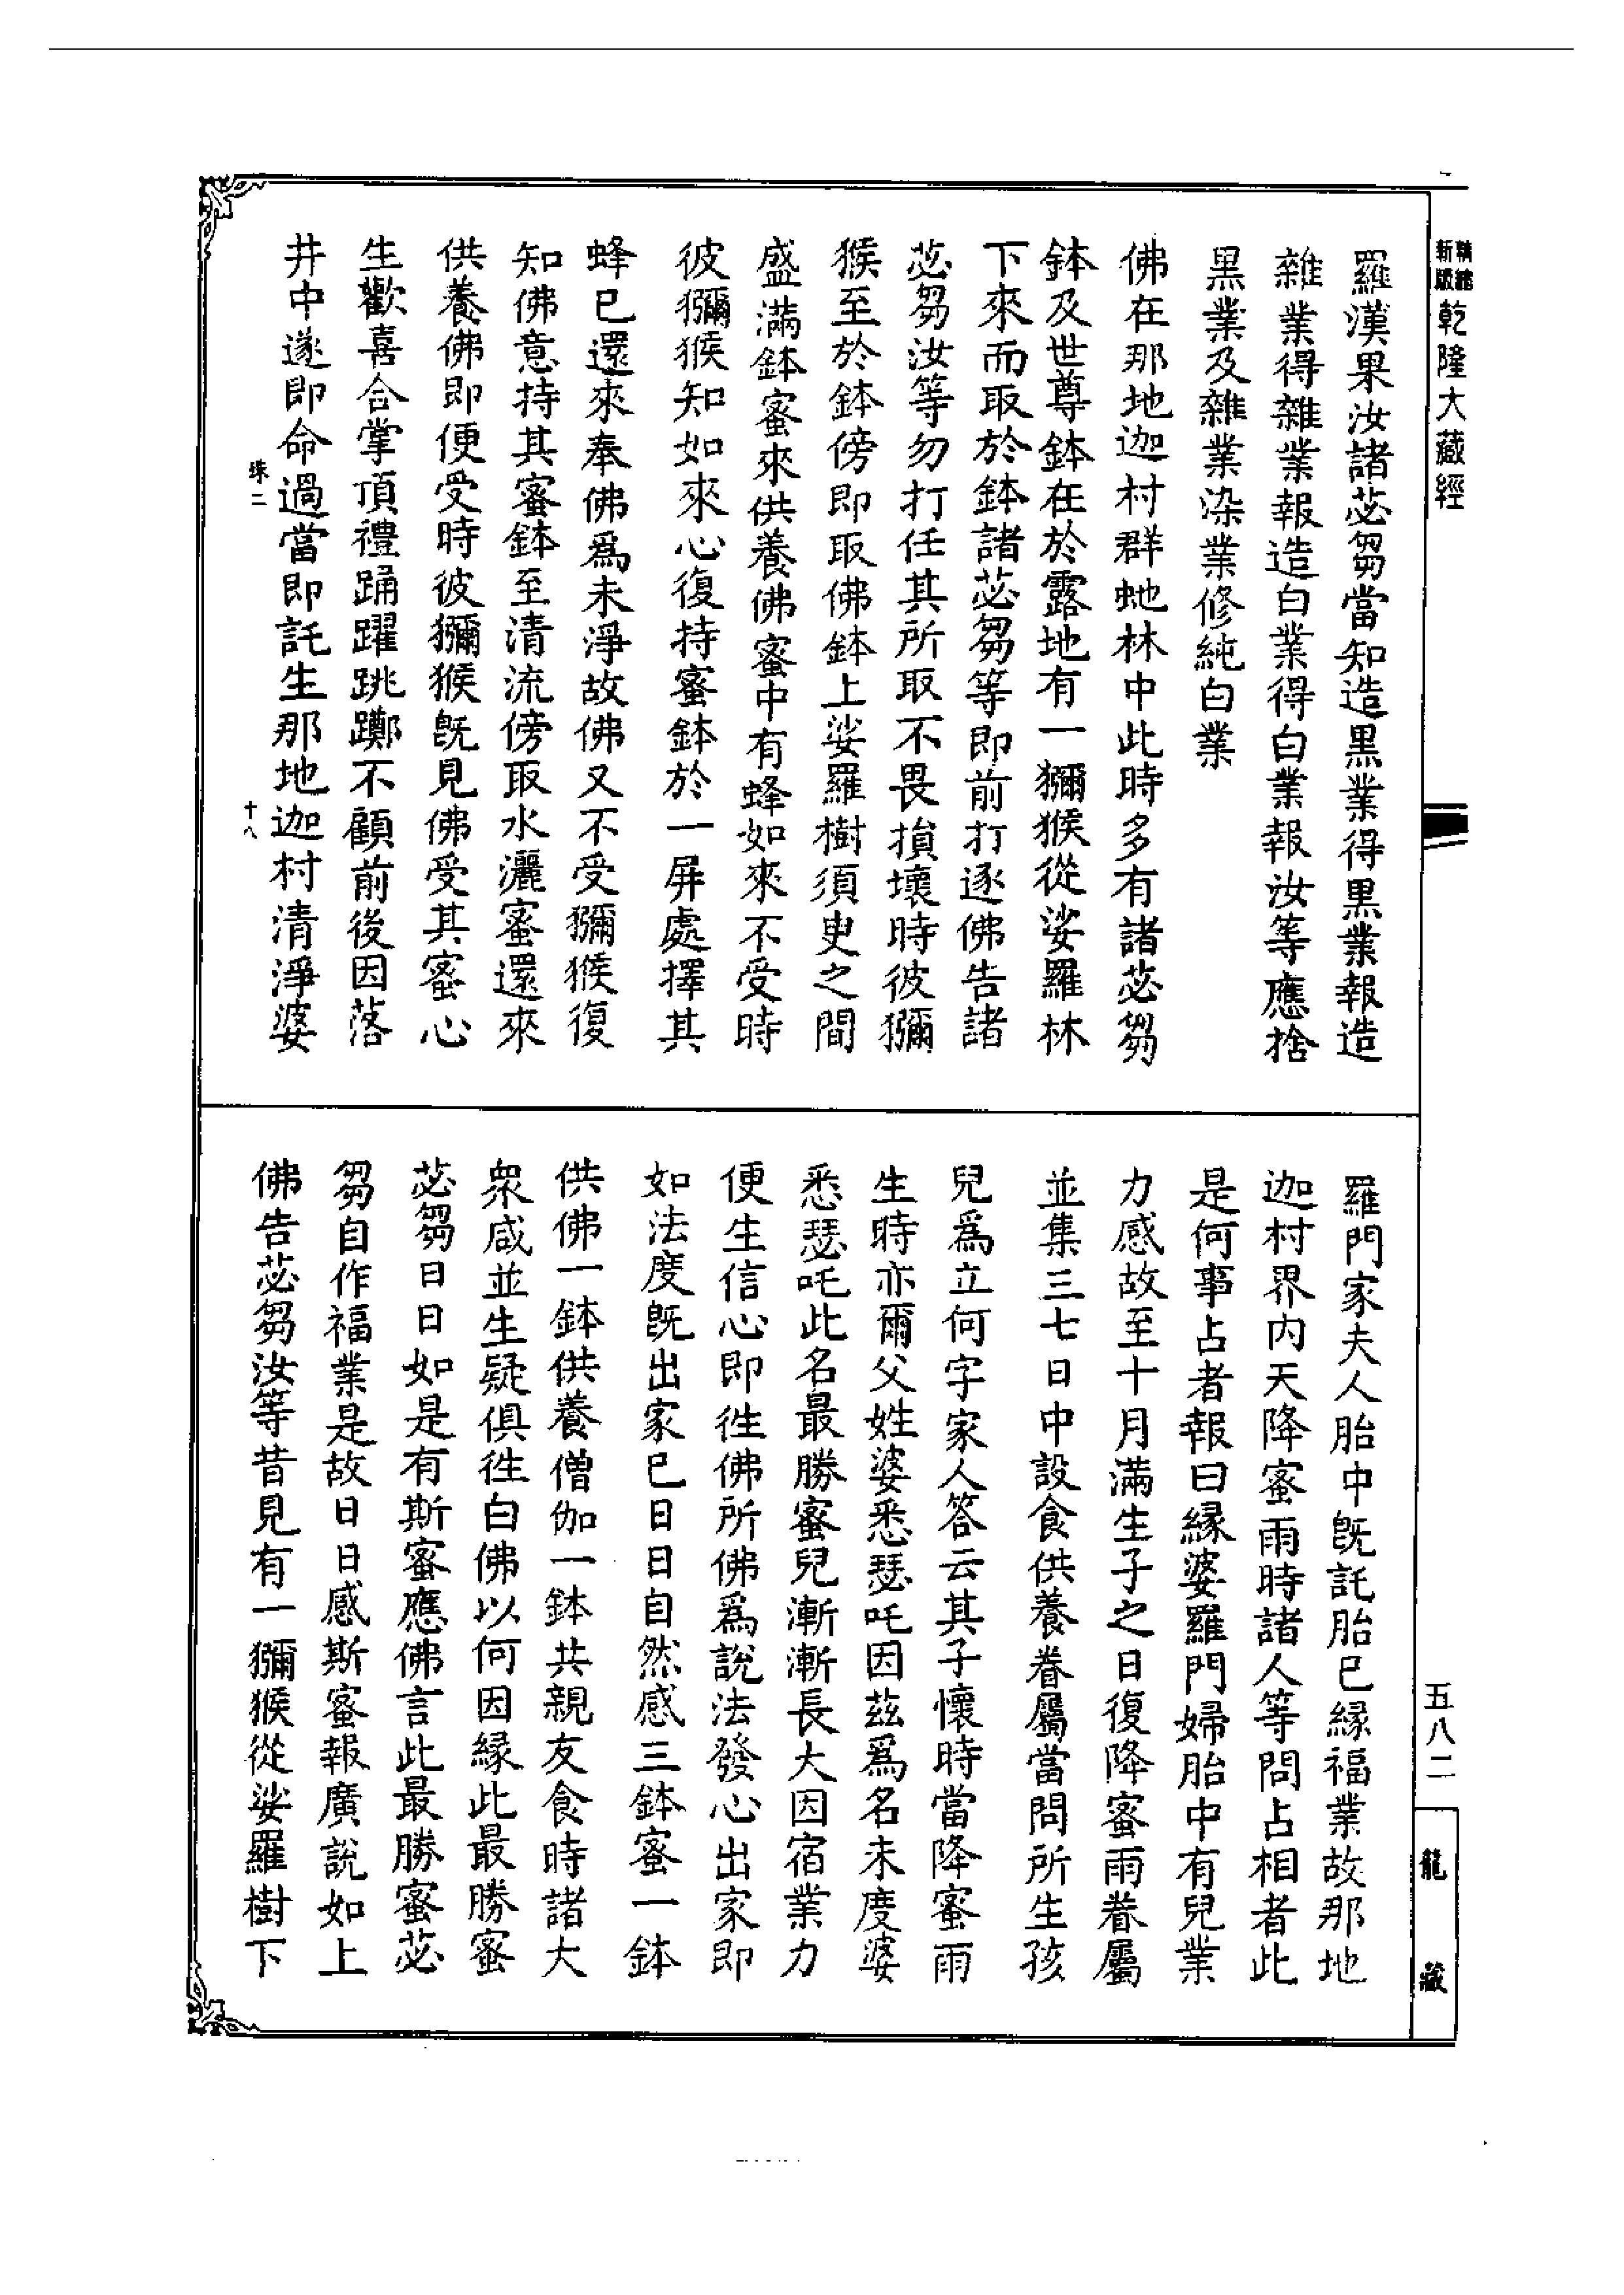 精縮新版乾隆大藏經
羅漢果汝諸苾芻當知造黑業得黑業報造
雜業得雜業報造白業得白業報汝等應捨
黑業及雜業染業修純白業
佛在那地迦村群虵林中此時多有諸苾芻
鉢及世尊鉢在於露地有一獼猴從娑羅林
下來而取於鉢諸苾芻等即前打逐佛告諸
苾芻汝等勿打任其所取不畏損壞時彼獼
猴至於鉢傍即取佛鉢上娑羅樹須臾之間
盛滿鉢蜜來供養佛蜜中有蜂如來不受時
彼獼猴知如來心復持蜜鉢於一屏處擇其
蜂已還來奉佛爲未淨故佛又不受獼猴復
知佛意持其蜜鉢至清流傍取水灑蜜還來
供養佛即便受時彼獼猴旣見佛受其蜜心
生歡喜合掌頂禮踊躍跳躑不顧前後因落
井中遂即命過當即託生那地迦村清淨婆
珠二 十八
羅門家夫人胎中旣託胎已緣福業故那地
迦村界內天降蜜雨時諸人等問占相者此
是何事占者報曰緣婆羅門婦胎中有兒業
力感故至十月滿生子之日復降蜜雨眷屬
並集三七日中設食供養眷屬當問所生孩
兒爲立何字家人答云其子懷時當降蜜雨
生時亦爾父姓婆悉瑟吒因茲爲名未度婆
悉瑟吒此名最勝蜜兒漸漸長大因宿業力
便生信心即徃佛所佛爲說法發心出家即
如法度旣出家已日日自然感三鉢蜜一鉢
供佛一鉢供養僧伽一鉢共親友食時諸大
衆咸並生疑俱徃白佛以何因緣此最勝蜜
苾芻日日如是有斯蜜應佛言此最勝蜜苾
芻自作福業是故日日感斯蜜報廣說如上
佛告苾芻汝等昔見有一獼猴從娑羅樹下
五八二
龍藏